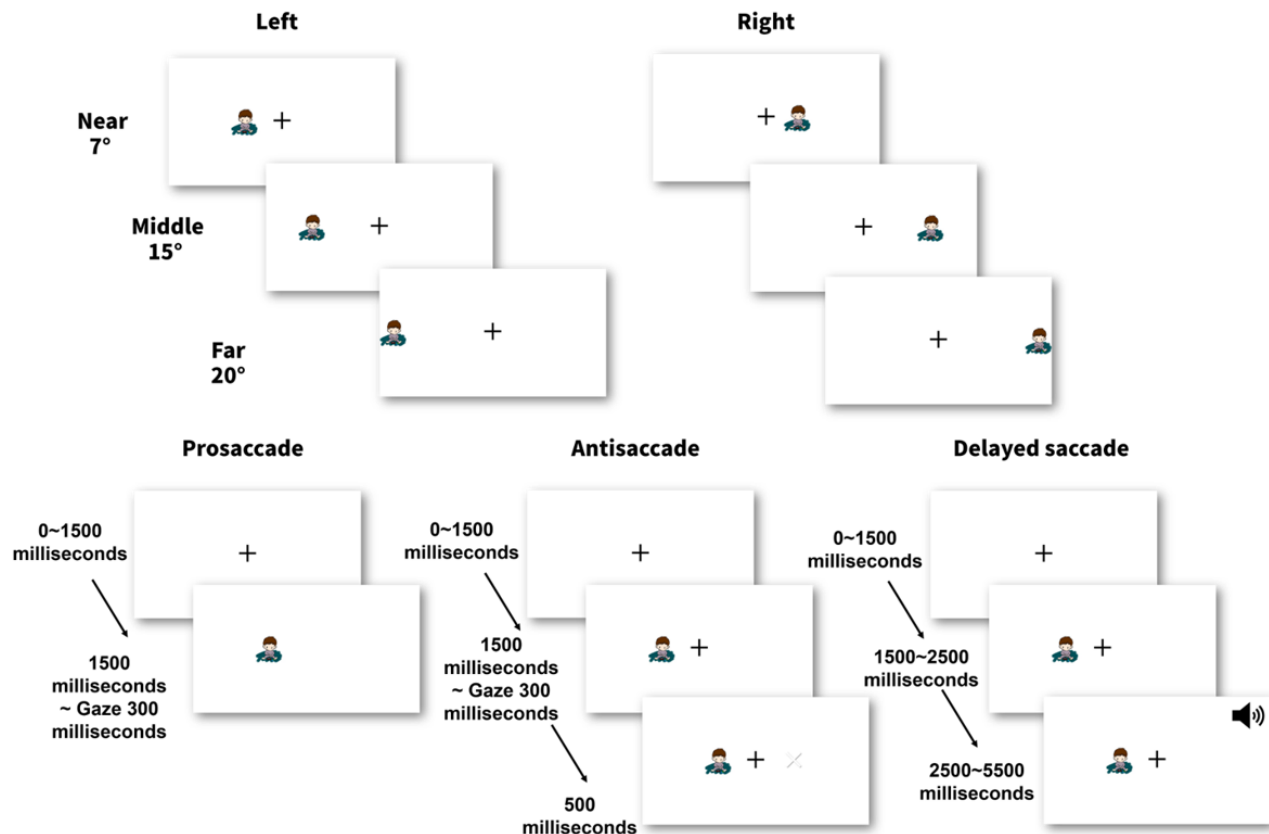 Left
Right
Near
7°
Middle
15°
Far
20°
Prosaccade
Antisaccade
Delayed saccade
0~1500
milliseconds
1500
milliseconds
~ Gaze 300
milliseconds
0~1500
milliseconds
1500
milliseconds
~ Gaze 300
milliseconds
500
milliseconds
0~1500
milliseconds
1500~2500
milliseconds
2500~5500
milliseconds